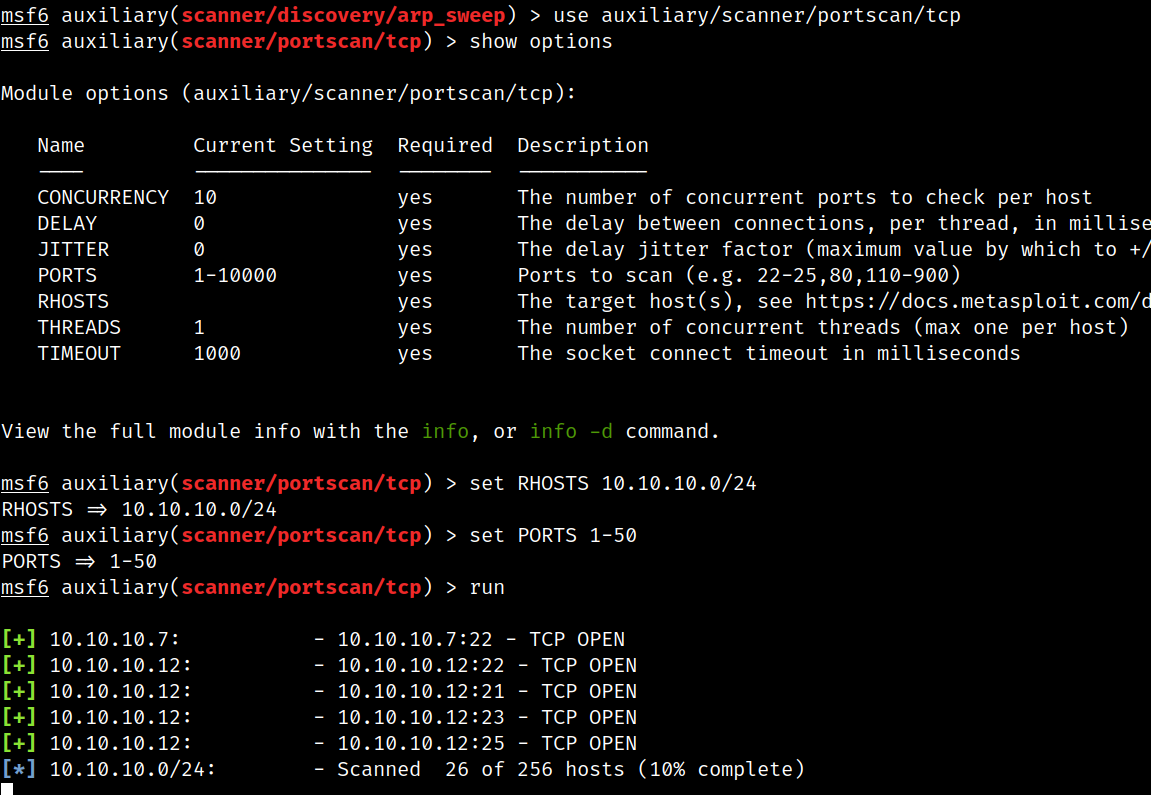 msf6 auxiliary(scanner/discovery/arp_sweep) > use auxiliary/scanner/portscan/tcp
msf6 auxiliary(scanner/portscan/tcp) > show options
Module options (auxiliary/scanner/portscan/tcp):
Name Current Setting Required Description
CONCURRENCY 10 yes The number of concurrent ports to check per host
DELAY 0 yes The delay between connections, per thread, in millise
JITTER 0 yes The delay jitter factor (maximum value by which to +/
PORTS 1-10000 yes Ports to scan (e.g. 22-25,80,110-900)
RHOSTS yes The target host(s), see https://docs.metasploit.com/d
THREADS 1 yes The number of concurrent threads (max one per host)
TIMEOUT 1000 yes The socket connect timeout in milliseconds
View the full module info with the info, or info -d command.
msf6 auxiliary(scanner/portscan/tcp) > set RHOSTS 10.10.10.0/24
RHOSTS ⇒ 10.10.10.0/24
msf6 auxiliary(scanner/portscan/tcp) > set PORTS 1-50
PORTS ⇒ 1-50
msf6 auxiliary(scanner/portscan/tcp) > run
[+] 10.10.10.7: - 10.10.10.7:22 - TCP OPEN
[+] 10.10.10.12: - 10.10.10.12:22 - TCP OPEN
[+] 10.10.10.12: - 10.10.10.12:21 - TCP OPEN
[+] 10.10.10.12: - 10.10.10.12:23 - TCP OPEN
[+] 10.10.10.12: - 10.10.10.12:25 - TCP OPEN
[*] 10.10.10.0/24: - Scanned 26 of 256 hosts (10% complete)